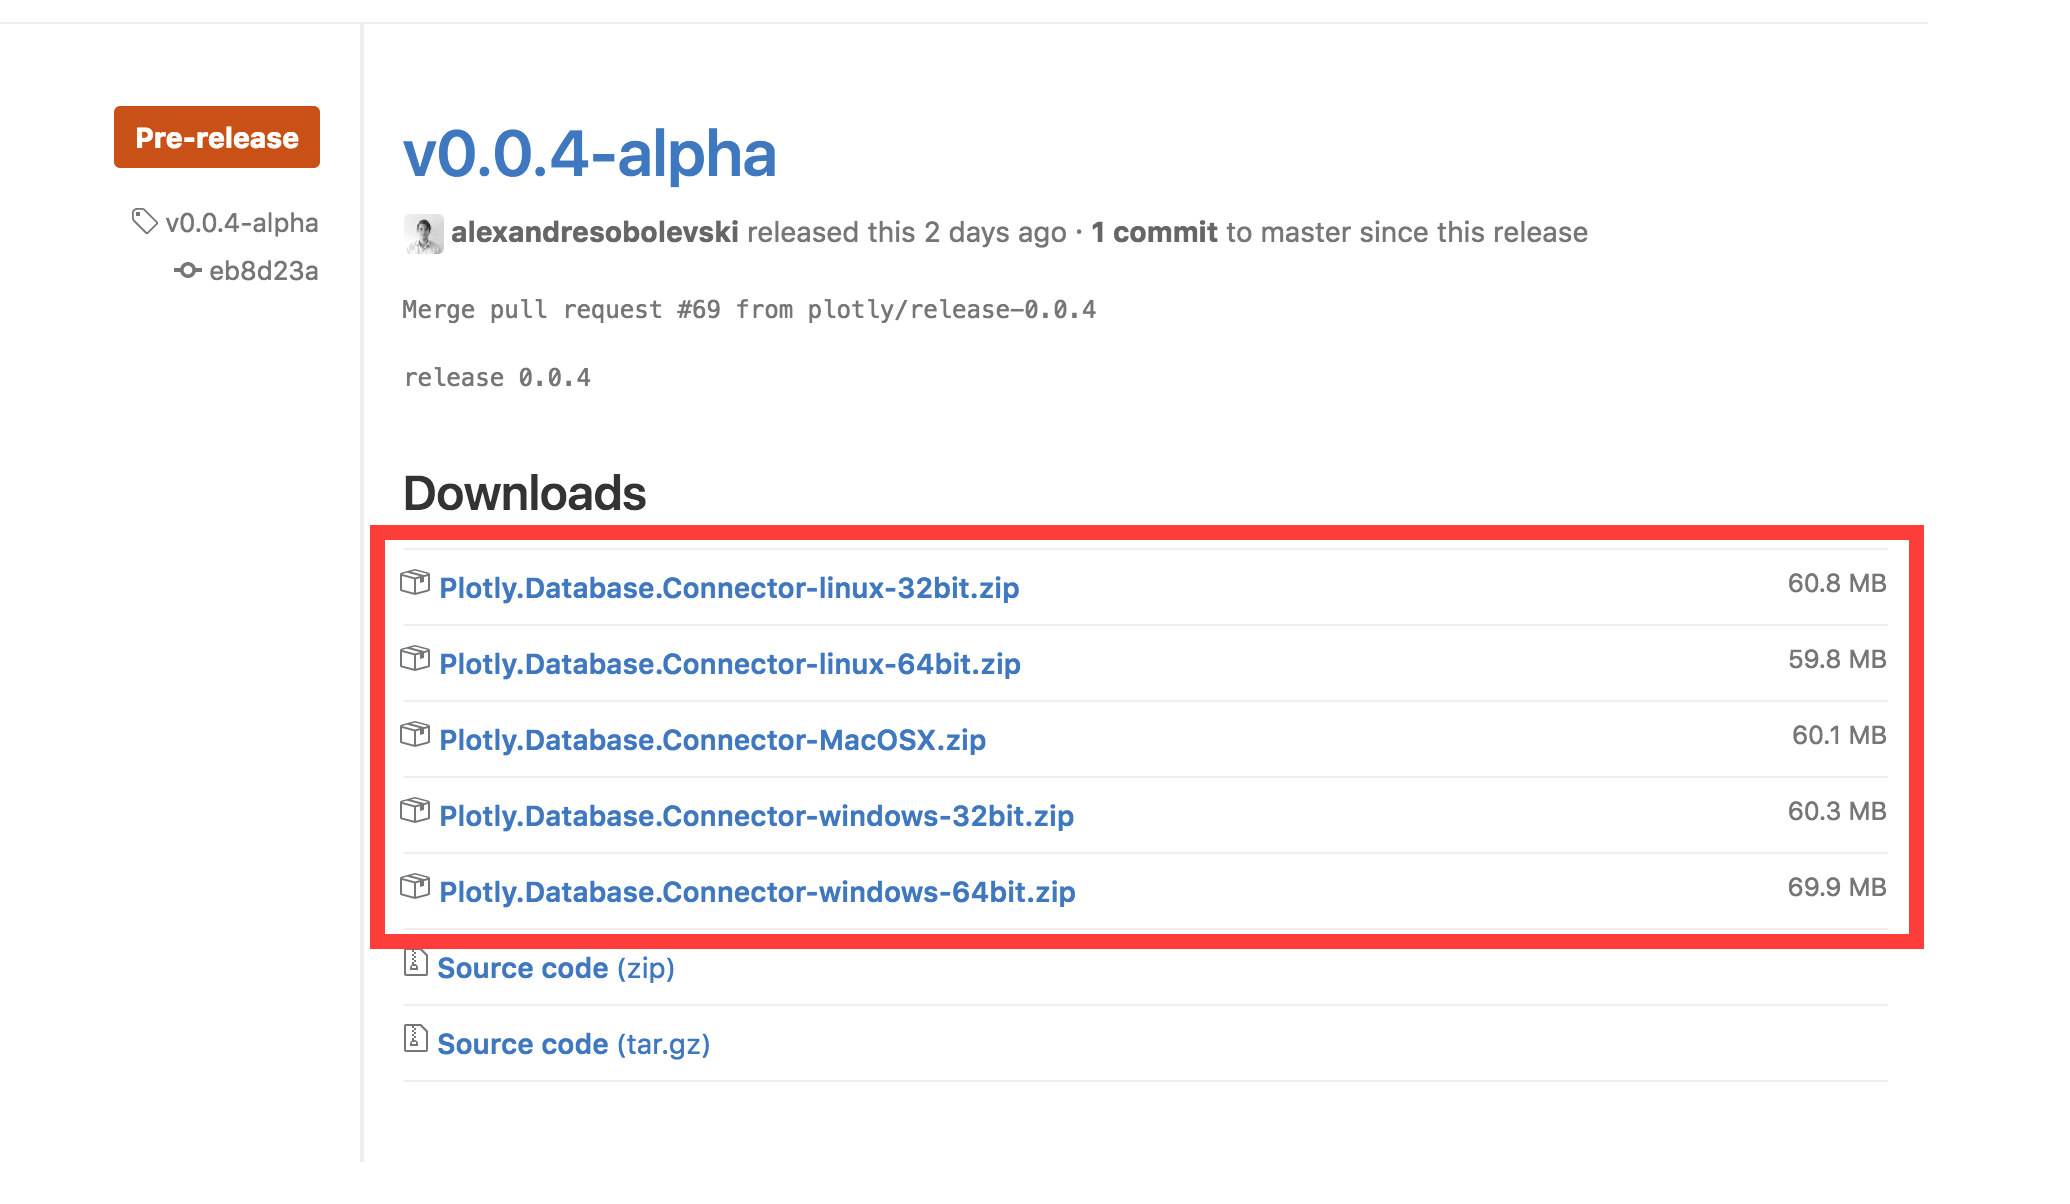 Pre-release
v0.0.4-alpha
eb8d23a
v0.0.4-alpha
alexandresobolevski released this 2 days ago · 1 commit to master since this release
Merge pull request #69 from plotly/release-0.0.4
release 0.0.4
Downloads
Plotly.Database.Connector-linux-32bit.zip 60.8 MB
Plotly.Database.Connector-linux-64bit.zip 59.8 MB
Plotly.Database.Connector-MacOSX.zip 60.1 MB
Plotly.Database.Connector-windows-32bit.zip 60.3 MB
Plotly.Database.Connector-windows-64bit.zip 69.9 MB
Source code (zip)
Source code (tar.gz)